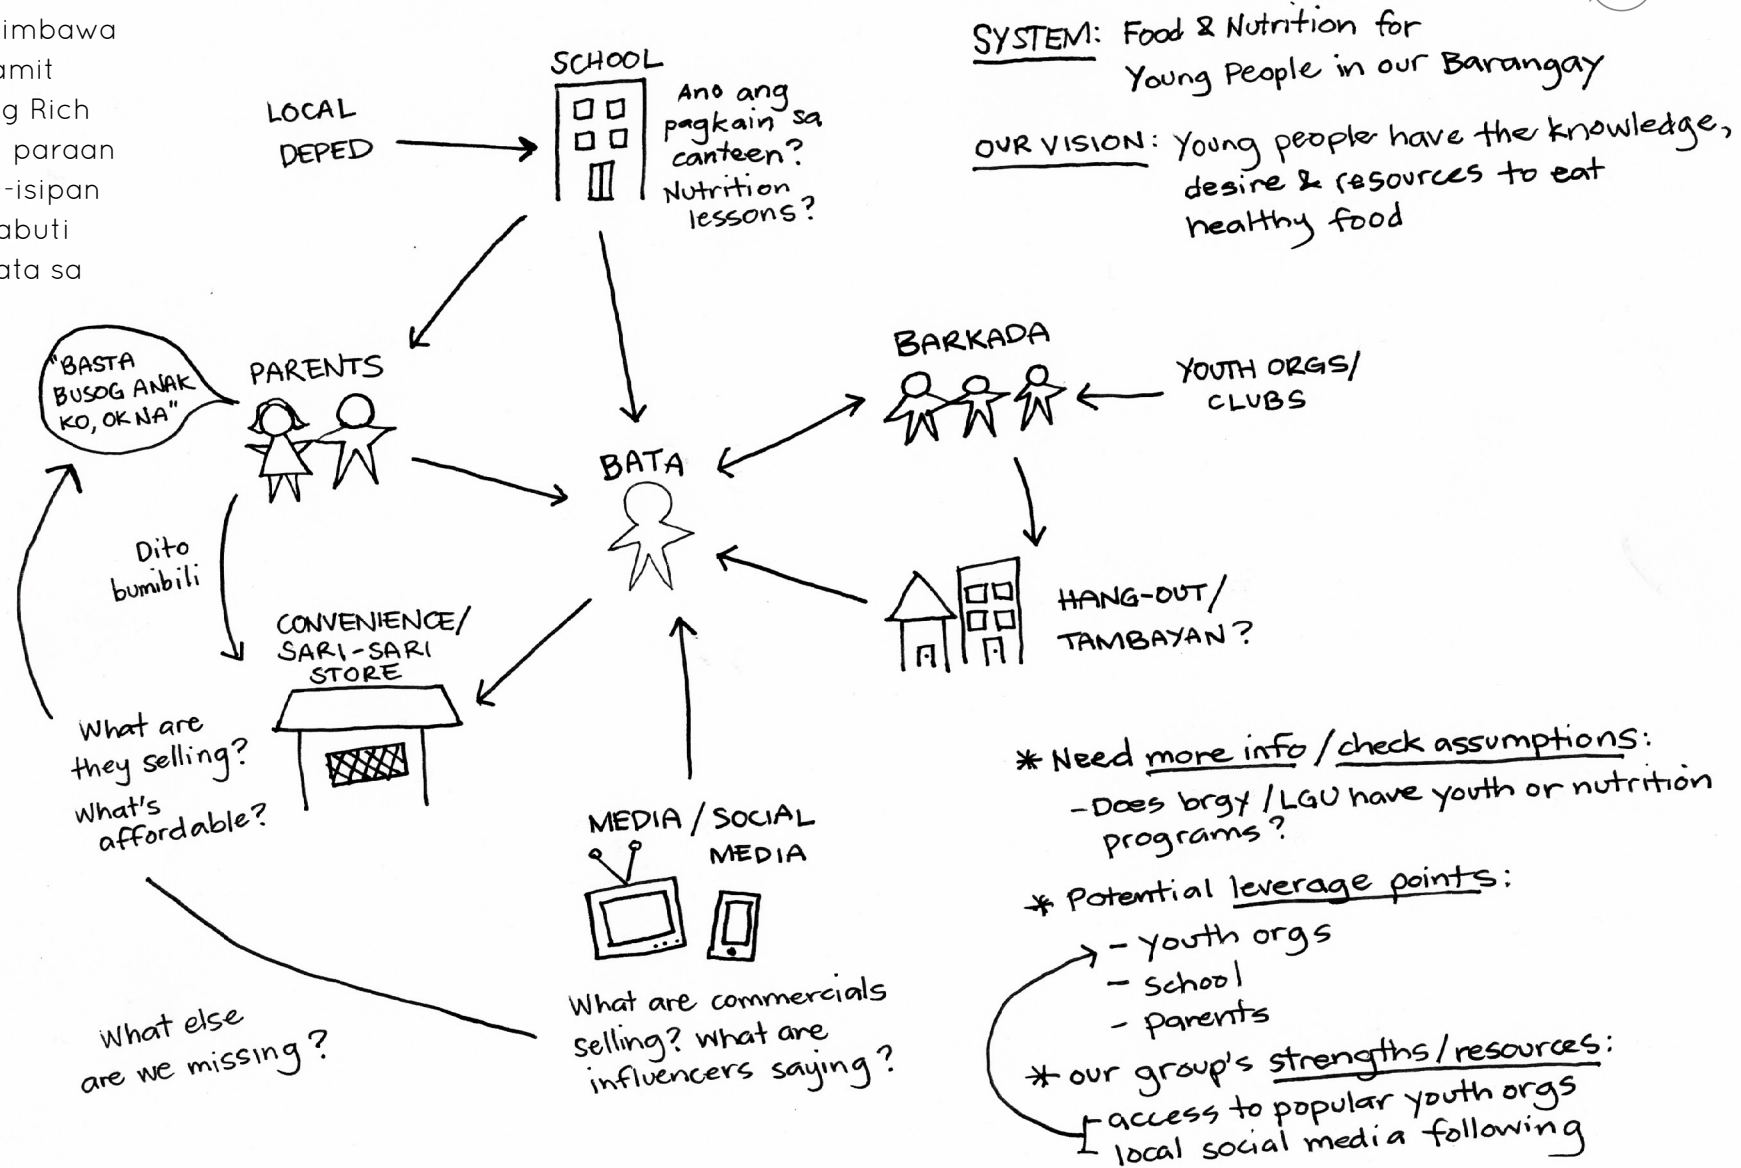 imbawa
amit
g Rich
paraan
-isipan
abuti
ata sa
SYSTEM: Food & Nutrition for
Young People in our Barangay
OUR VISION: Young people have the knowledge,
desire & resources to eat
healthy food
LOCAL
DEPED
SCHOOL
Ano ang
pagkain sa
canteen?
Nutrition
lessons?
"BASTA
BUSOG ANAK
KO, OK NA"
PARENTS
BARKADA
YOUTH ORGS/
CLUBS
BATA
Dito
bumibili
CONVENIENCE/
SARI-SARI
STORE
HANG-OUT/
TAMBAYAN?
What are
they selling?
What's
affordable?
MEDIA/SOCIAL
MEDIA
What are commercials
selling? What are
influencers saying?
What else
are we missing?
* Need more info/check assumptions:
- Does brgy/LGU have youth or nutrition
programs?
* Potential leverage points:
- youth orgs
- school
- parents
* our group's strengths/resources:
- access to popular youth orgs
- local social media following